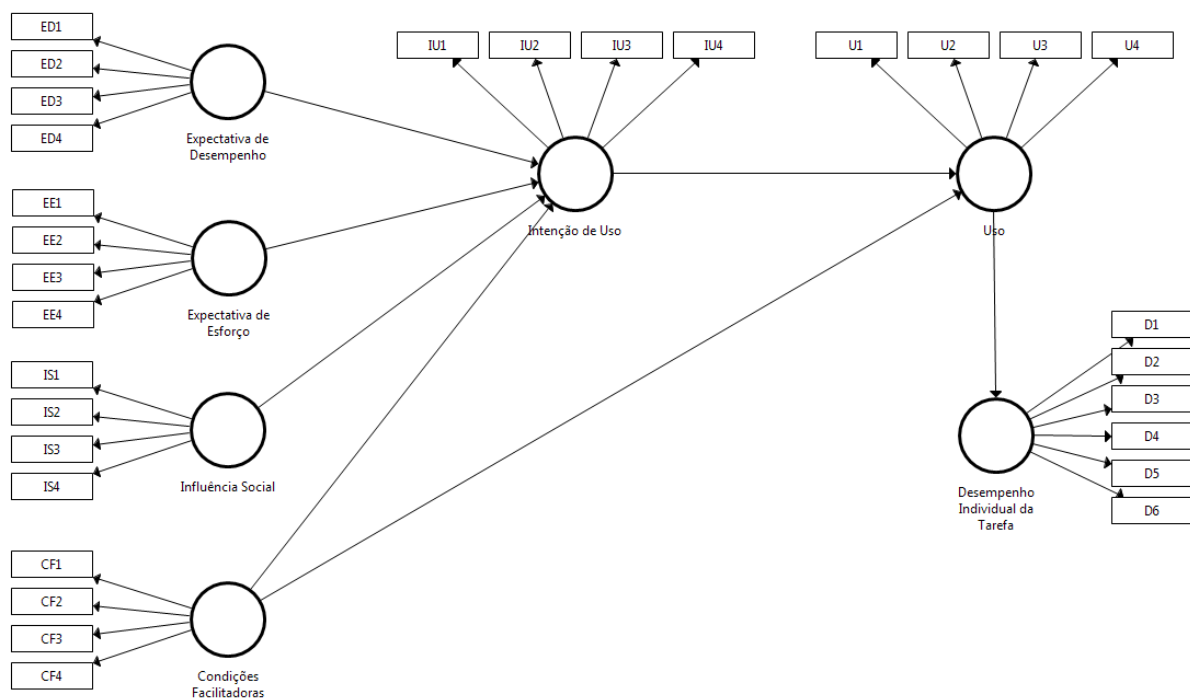 ED1
ED2
ED3
ED4
Expectativa de
Desempenho
EE1
EE2
EE3
EE4
Expectativa de
Esforço
IS1
IS2
IS3
IS4
Influência Social
CF1
CF2
CF3
CF4
Condições
Facilitadoras
IU1
IU2
IU3
IU4
Intenção de Uso
U1
U2
U3
U4
Uso
D1
D2
D3
D4
D5
D6
Desempenho
Individual da
Tarefa